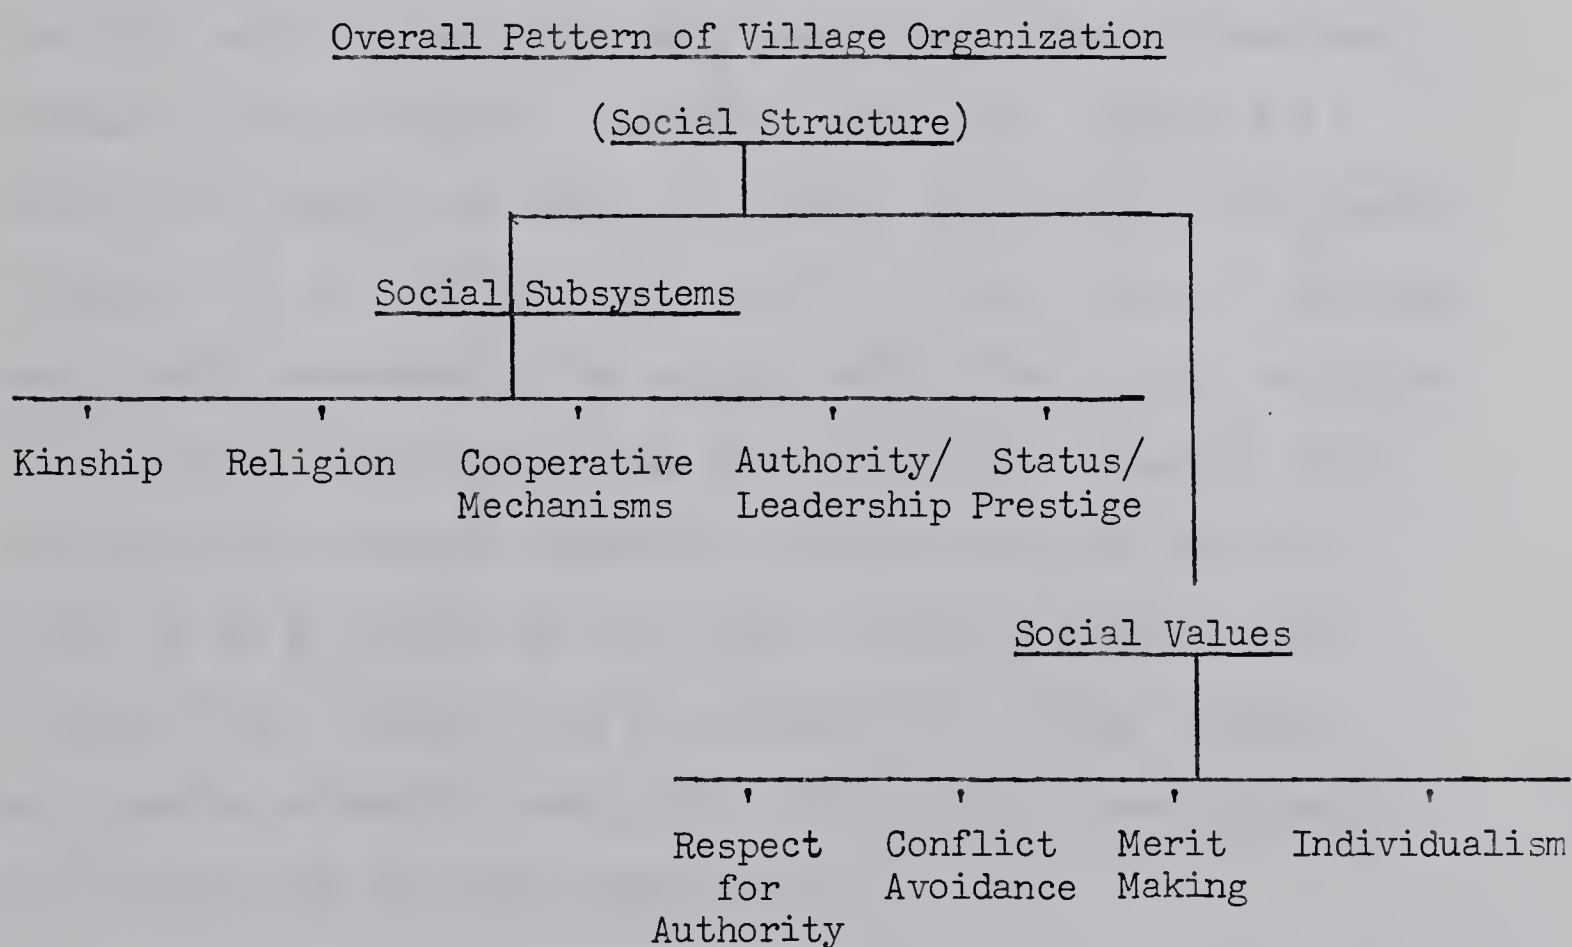 Overall Pattern of Village Organization
(Social Structure)
Social Subsystems
Kinship Religion Cooperative Mechanisms Authority/ Leadership Status/ Prestige
Social Values
Respect for Authority Conflict Avoidance Merit Making Individualism